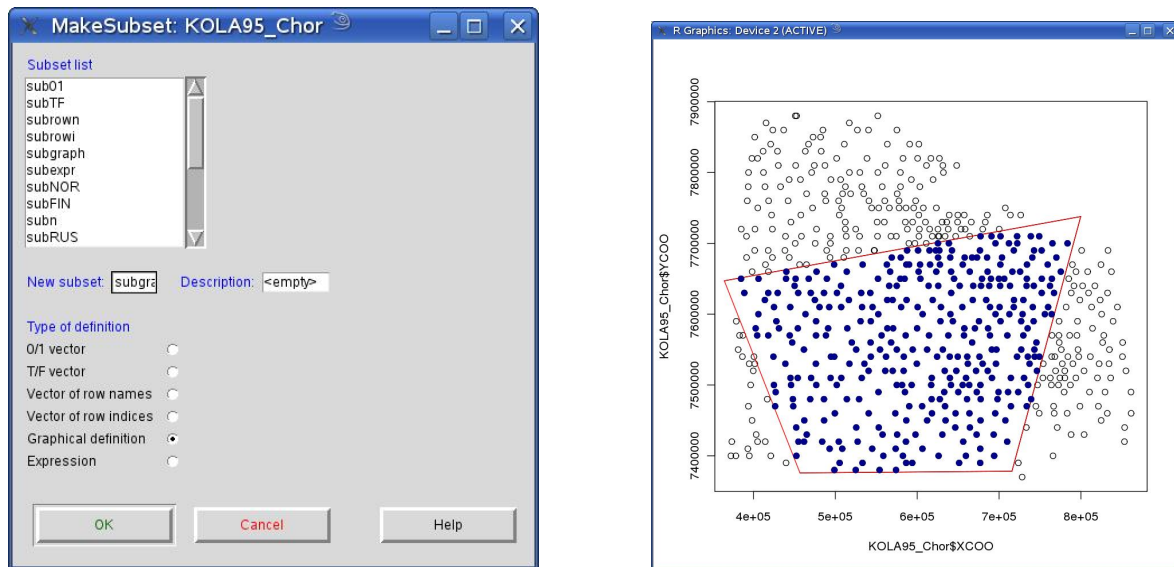 MakeSubset: KOLA95_Chor
Subset list
sub01
subTF
subrown
subrowi
subgraph
subexpr
subNOR
subFIN
subn
subRUS
New subset: subgra Description: <empty>
Type of definition
0/1 vector
T/F vector
Vector of row names
Vector of row indices
Graphical definition
Expression
OK Cancel Help
R Graphics: Device 2 (ACTIVE)
7900000
7800000
7700000
7600000
7500000
7400000
KOLA95_Chor$YCOO
4e+05 5e+05 6e+05 7e+05 8e+05
KOLA95_Chor$XCOO